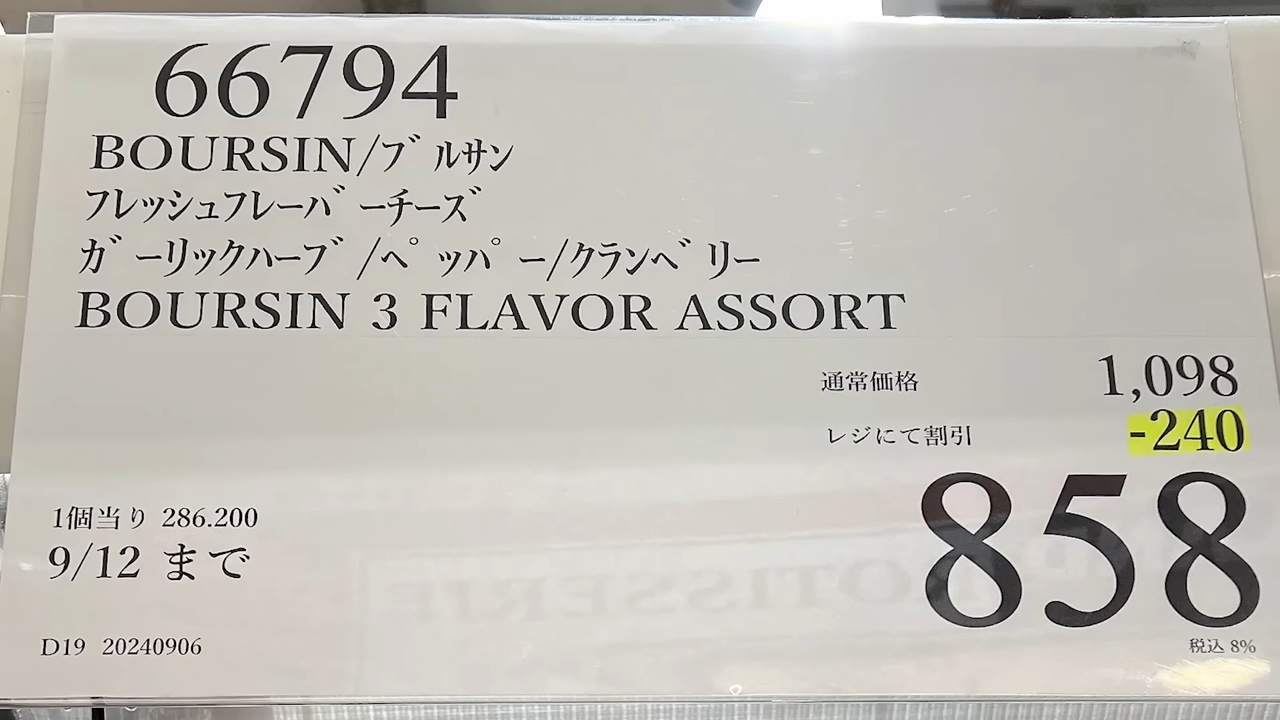 66794
BOURSIN/ブルサン
フレッシュフレーバーチーズ
ガーリックハーブ/ペッパー/クランベリー
BOURSIN 3 FLAVOR ASSORT
通常価格 1,098
レジにて割引 -240
858
1個当り 286.200
9/12 まで
税込 8%
D19 20240906
ROTISSERIE